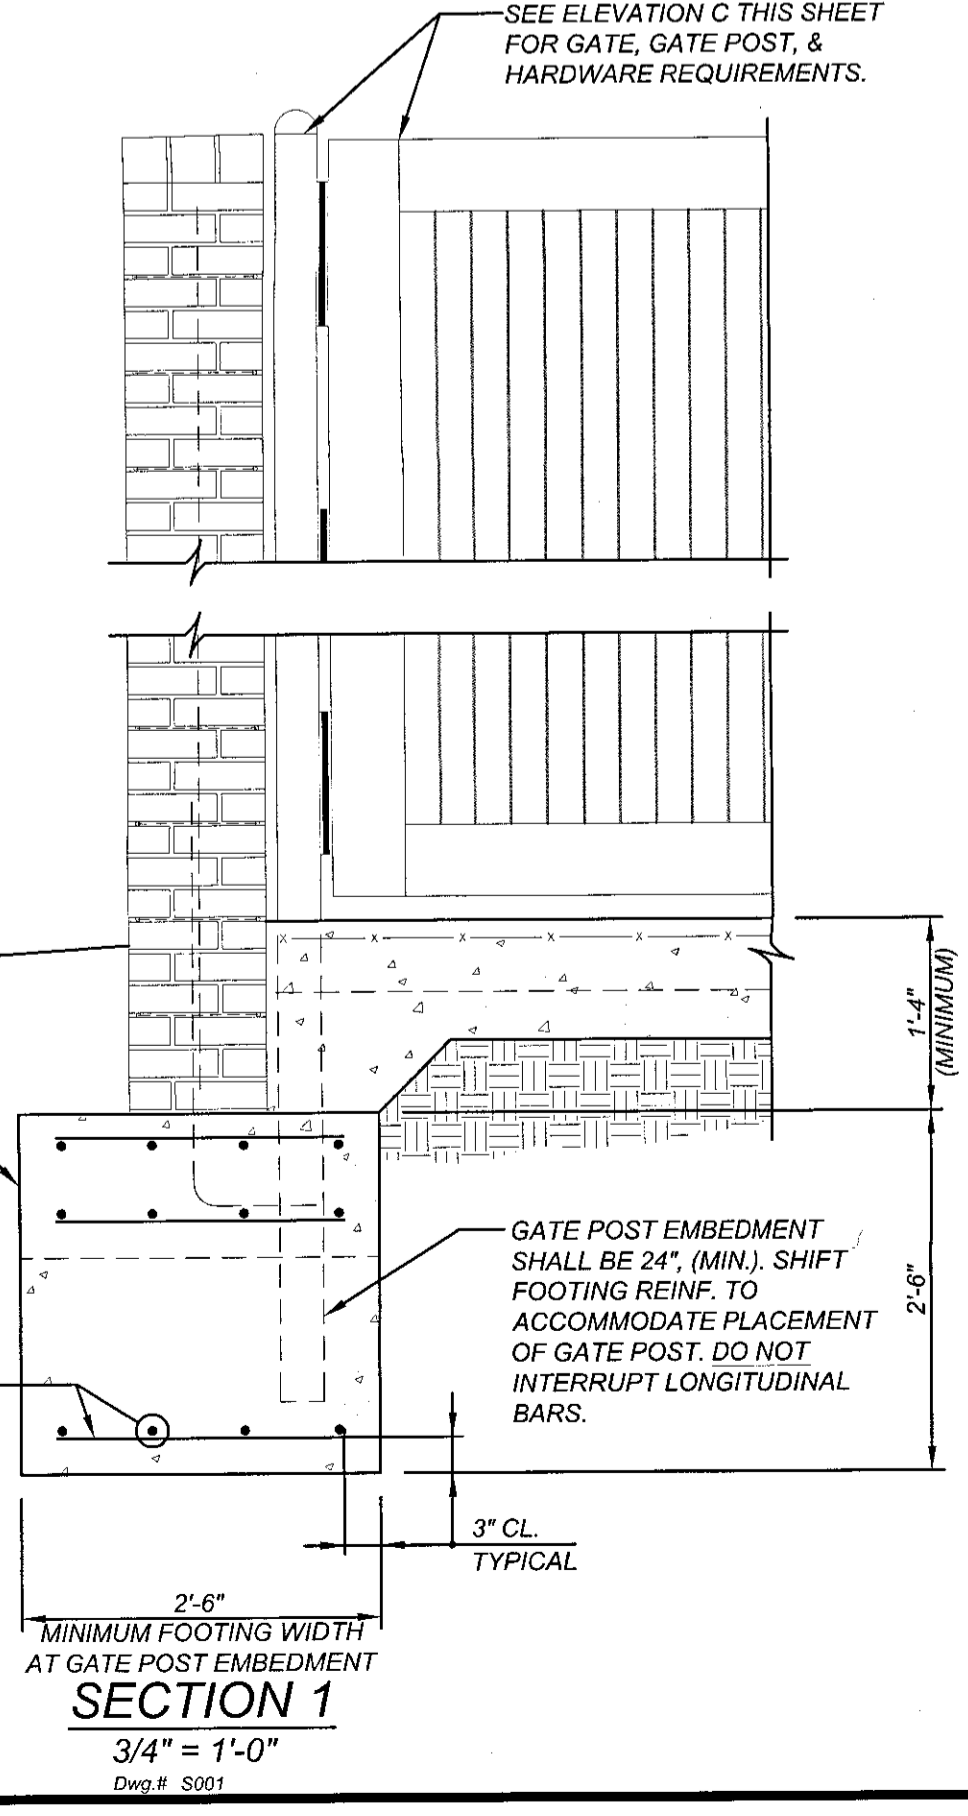 SEE ELEVATION C THIS SHEET
FOR GATE, GATE POST, &
HARDWARE REQUIREMENTS.
X X X X X X
1'-4"
(MINIMUM)
GATE POST EMBEDMENT
SHALL BE 24", (MIN.). SHIFT
FOOTING REINF. TO
ACCOMMODATE PLACEMENT
OF GATE POST. DO NOT
INTERRUPT LONGITUDINAL
BARS.
2'-6"
3" CL.
TYPICAL
2'-6"
MINIMUM FOOTING WIDTH
AT GATE POST EMBEDMENT
SECTION 1
3/4" = 1'-0"
Dwg.# S001